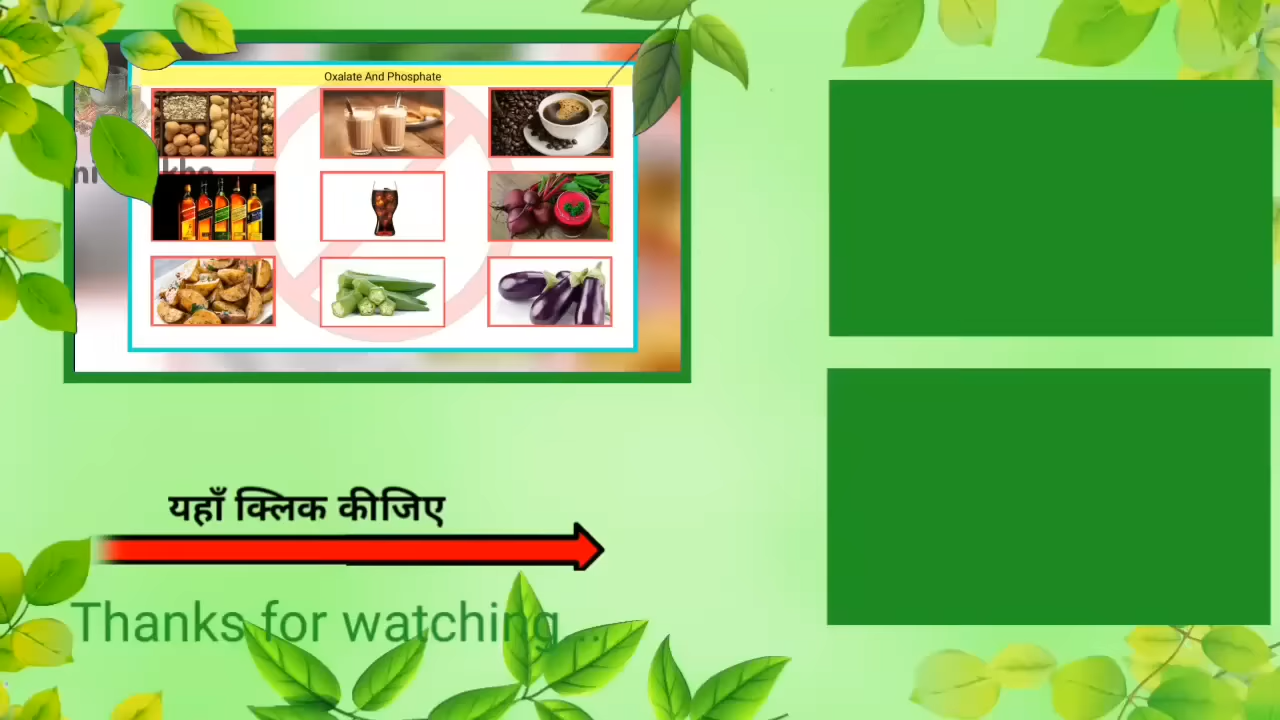 Oxalate And Phosphate
यहाँ क्लिक कीजिए
Thanks for watching...